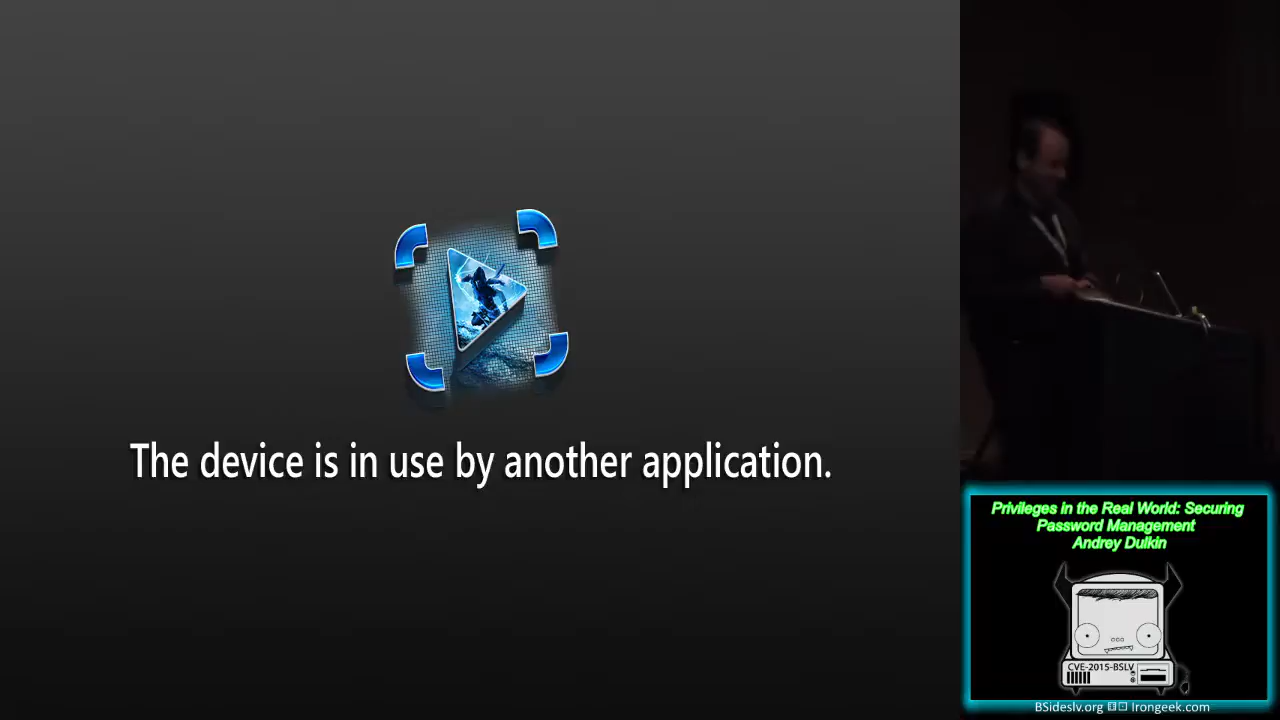 The device is in use by another application.
Privileges in the Real World: Securing
Password Management
Andrey Dulkin
CVE-2015-BSLV
BSideslv.org Irongeek.com